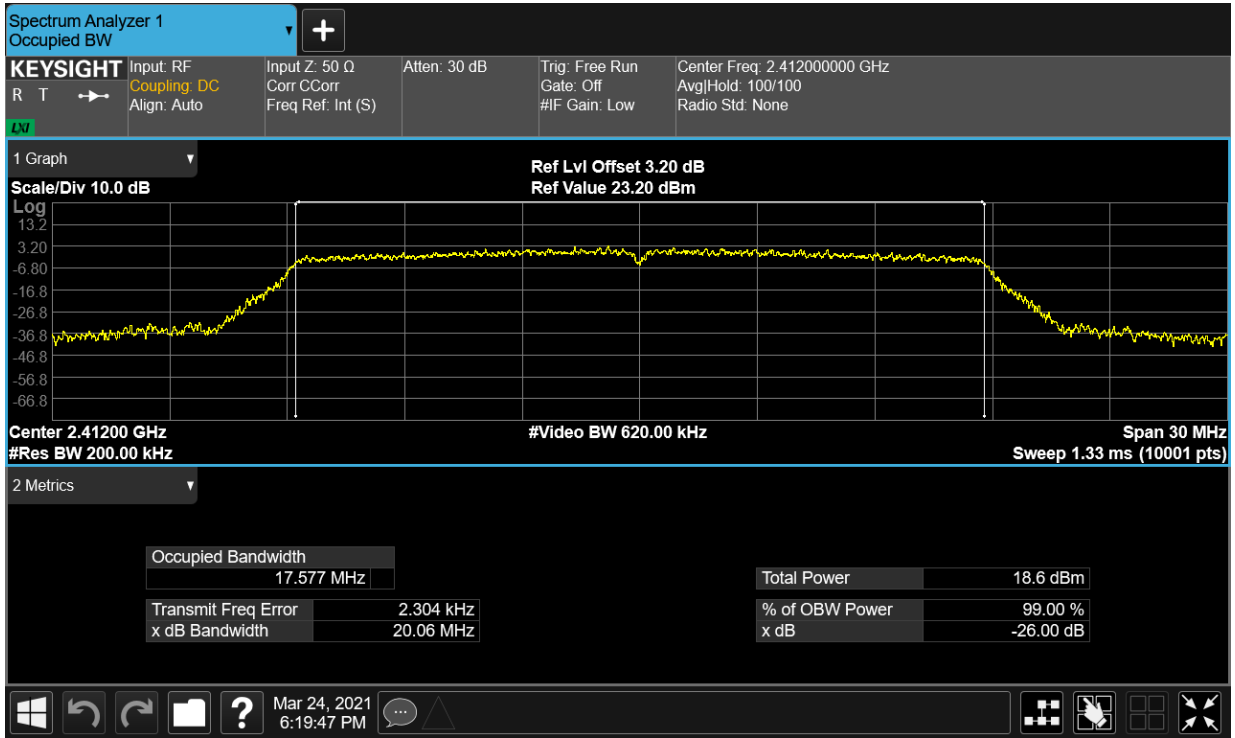 Spectrum Analyzer 1
Occupied BW
KEYSIGHT
R T
LXI
Input: RF
Coupling: DC
Align: Auto
Input Z: 50 Ω
Corr CCorr
Freq Ref: Int (S)
Atten: 30 dB
Trig: Free Run
Gate: Off
#IF Gain: Low
Center Freq: 2.412000000 GHz
Avg|Hold: 100/100
Radio Std: None
1 Graph
Scale/Div 10.0 dB
Ref Lvl Offset 3.20 dB
Ref Value 23.20 dBm
Log
13.2
3.20
-6.80
-16.8
-26.8
-36.8
-46.8
-56.8
-66.8
Center 2.41200 GHz
#Video BW 620.00 kHz
Span 30 MHz
#Res BW 200.00 kHz
Sweep 1.33 ms (10001 pts)
2 Metrics
Occupied Bandwidth
17.577 MHz
Transmit Freq Error 2.304 kHz
x dB Bandwidth 20.06 MHz
Total Power 18.6 dBm
% of OBW Power 99.00 %
x dB -26.00 dB
?
Mar 24, 2021
6:19:47 PM